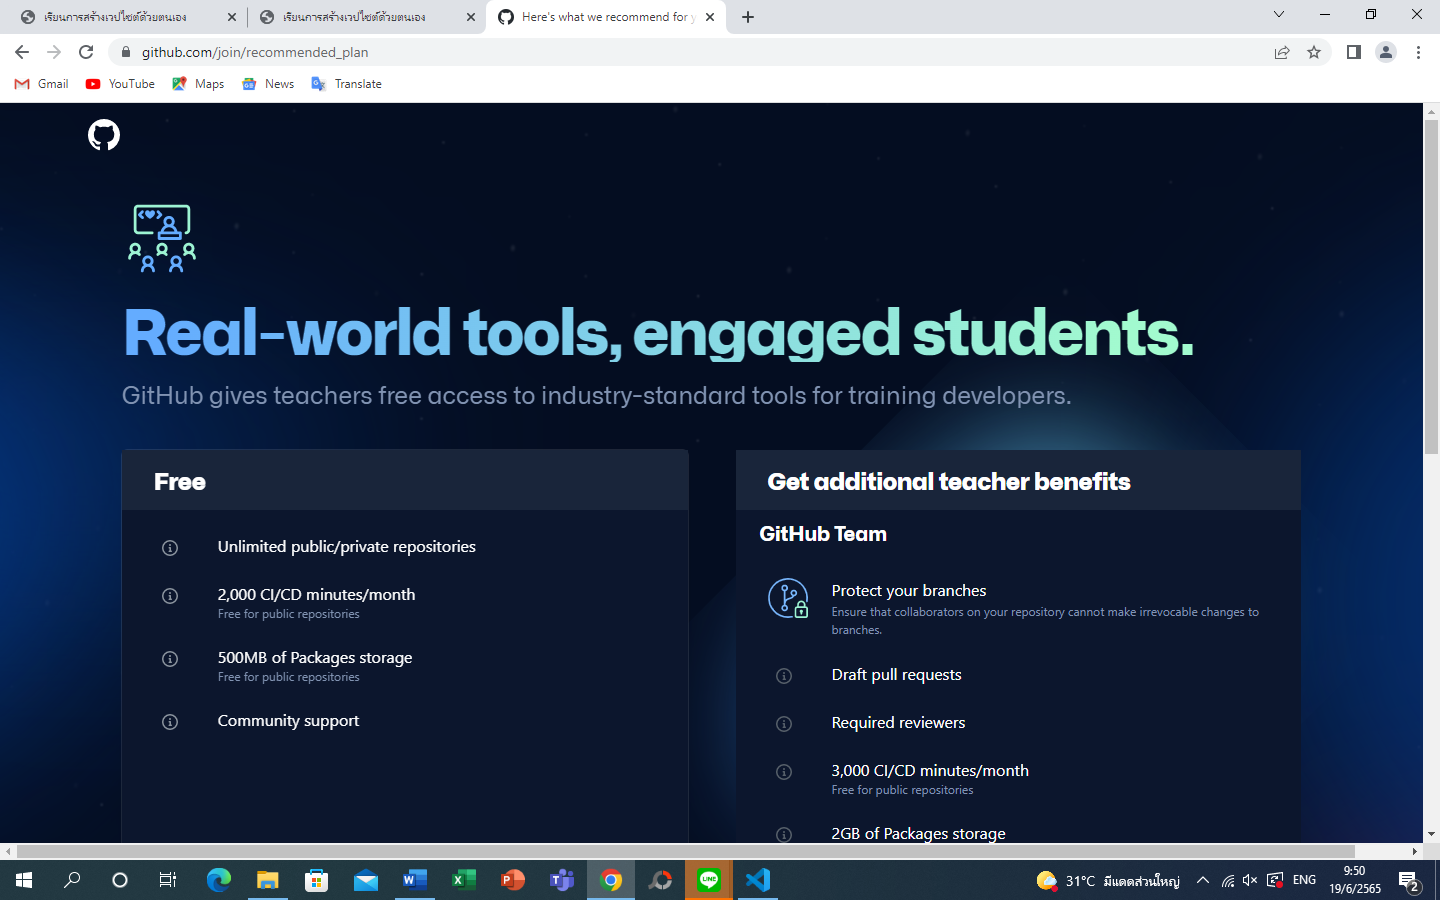 เรียนการสร้างเวปไซต์ด้วยตนเอง
เรียนการสร้างเวปไซต์ด้วยตนเอง
Here's what we recommend for y
github.com/join/recommended_plan
Gmail
YouTube
Maps
News
Translate
Real-world tools, engaged students.
GitHub gives teachers free access to industry-standard tools for training developers.
Free
Unlimited public/private repositories
2,000 CI/CD minutes/month
Free for public repositories
500MB of Packages storage
Free for public repositories
Community support
Get additional teacher benefits
GitHub Team
Protect your branches
Ensure that collaborators on your repository cannot make irrevocable changes to
branches.
Draft pull requests
Required reviewers
3,000 CI/CD minutes/month
Free for public repositories
2GB of Packages storage
31°C มีแดดส่วนใหญ่
ENG
9:50
19/6/2565
2